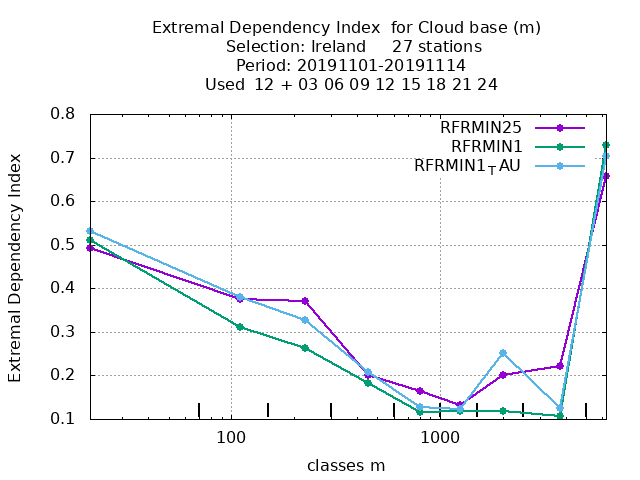 Extremal Dependency Index  for Cloud base (m)
Selection: Ireland     27 stations
Period: 20191101-20191114
Used  12 + 03 06 09 12 15 18 21 24
RFRMIN25
RFRMIN1
RFRMIN1TAU
Extremal Dependency Index
0.8
0.7
0.6
0.5
0.4
0.3
0.2
0.1
100
1000
classes m